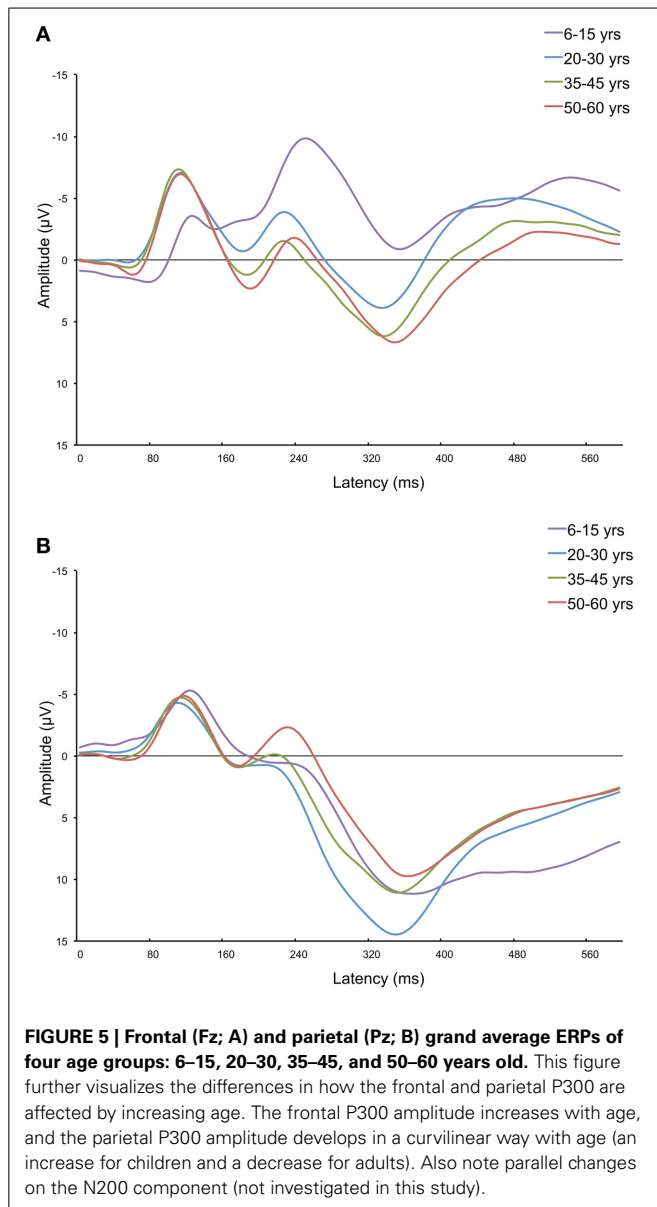 A
6-15 yrs
20-30 yrs
35-45 yrs
50-60 yrs
-15
-10
-5
0
5
10
15
Amplitude (µV)
0 80 160 240 320 400 480 560
Latency (ms)
B
6-15 yrs
20-30 yrs
35-45 yrs
50-60 yrs
-15
-10
-5
0
5
10
15
Amplitude (µV)
0 80 160 240 320 400 480 560
Latency (ms)
FIGURE 5 | Frontal (Fz; A) and parietal (Pz; B) grand average ERPs of
four age groups: 6–15, 20–30, 35–45, and 50–60 years old. This figure
further visualizes the differences in how the frontal and parietal P300 are
affected by increasing age. The frontal P300 amplitude increases with age,
and the parietal P300 amplitude develops in a curvilinear way with age (an
increase for children and a decrease for adults). Also note parallel changes
on the N200 component (not investigated in this study).